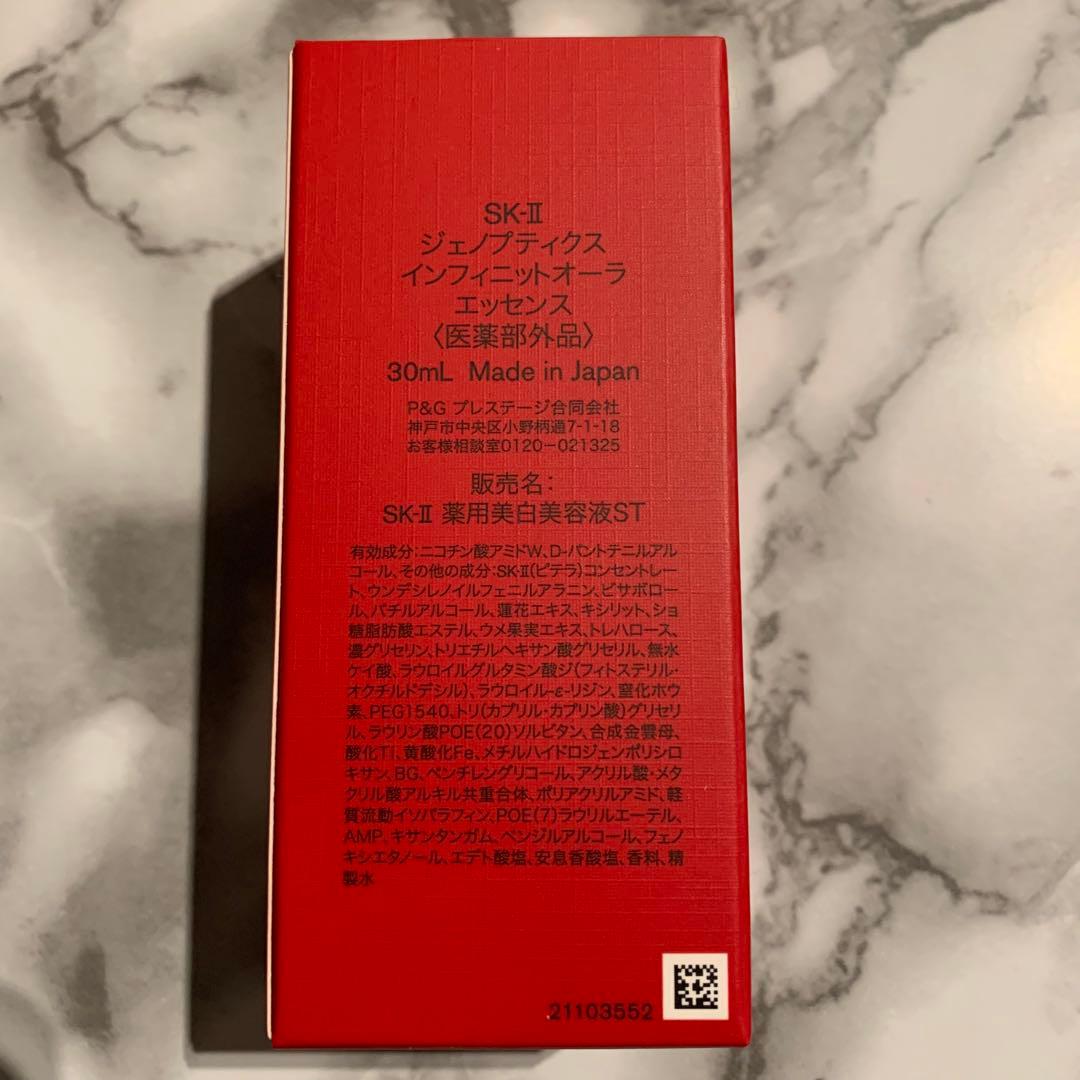 SK-Ⅱ
ジェノプティクス
インフィニットオーラ
エッセンス
〈医薬部外品〉
30mL Made in Japan
P&G プレステージ合同会社
神戸市中央区小野柄通7-1-18
お客様相談室0120-021325
販売名:
SK-Ⅱ 薬用美白美容液ST
有効成分:ニコチン酸アミドW、D-パントテニルアル
コール、その他の成分:SK-Ⅱ(ピテラ)コンセントレー
ト、ウンデシレノイルフェニルアラニン、ビサボロー
ル、バチルアルコール、蓮花エキス、キシリット、ショ
糖脂肪酸エステル、ウメ果実エキス、トレハロース、
濃グリセリン、トリエチルヘキサン酸グリセリル、無水
ケイ酸、ラウロイルグルタミン酸ジ(フィトステリル・
オクチルドデシル)、ラウロイル-ε-リジン、窒化ホウ
素、PEG1540、トリ(カプリル・カプリン酸)グリセリ
ル、ラウリン酸POE(20)ソルビタン、合成金雲母、
酸化Ti、黄酸化Fe、メチルハイドロジェンポリシロ
キサン、BG、ペンチレングリコール、アクリル酸・メタ
クリル酸アルキル共重合体、ポリアクリルアミド、軽
質流動イソパラフィン、POE(7)ラウリルエーテル、
AMP、キサンタンガム、ベンジルアルコール、フェノ
キシエタノール、エデト酸塩、安息香酸塩、香料、精
製水
21103552